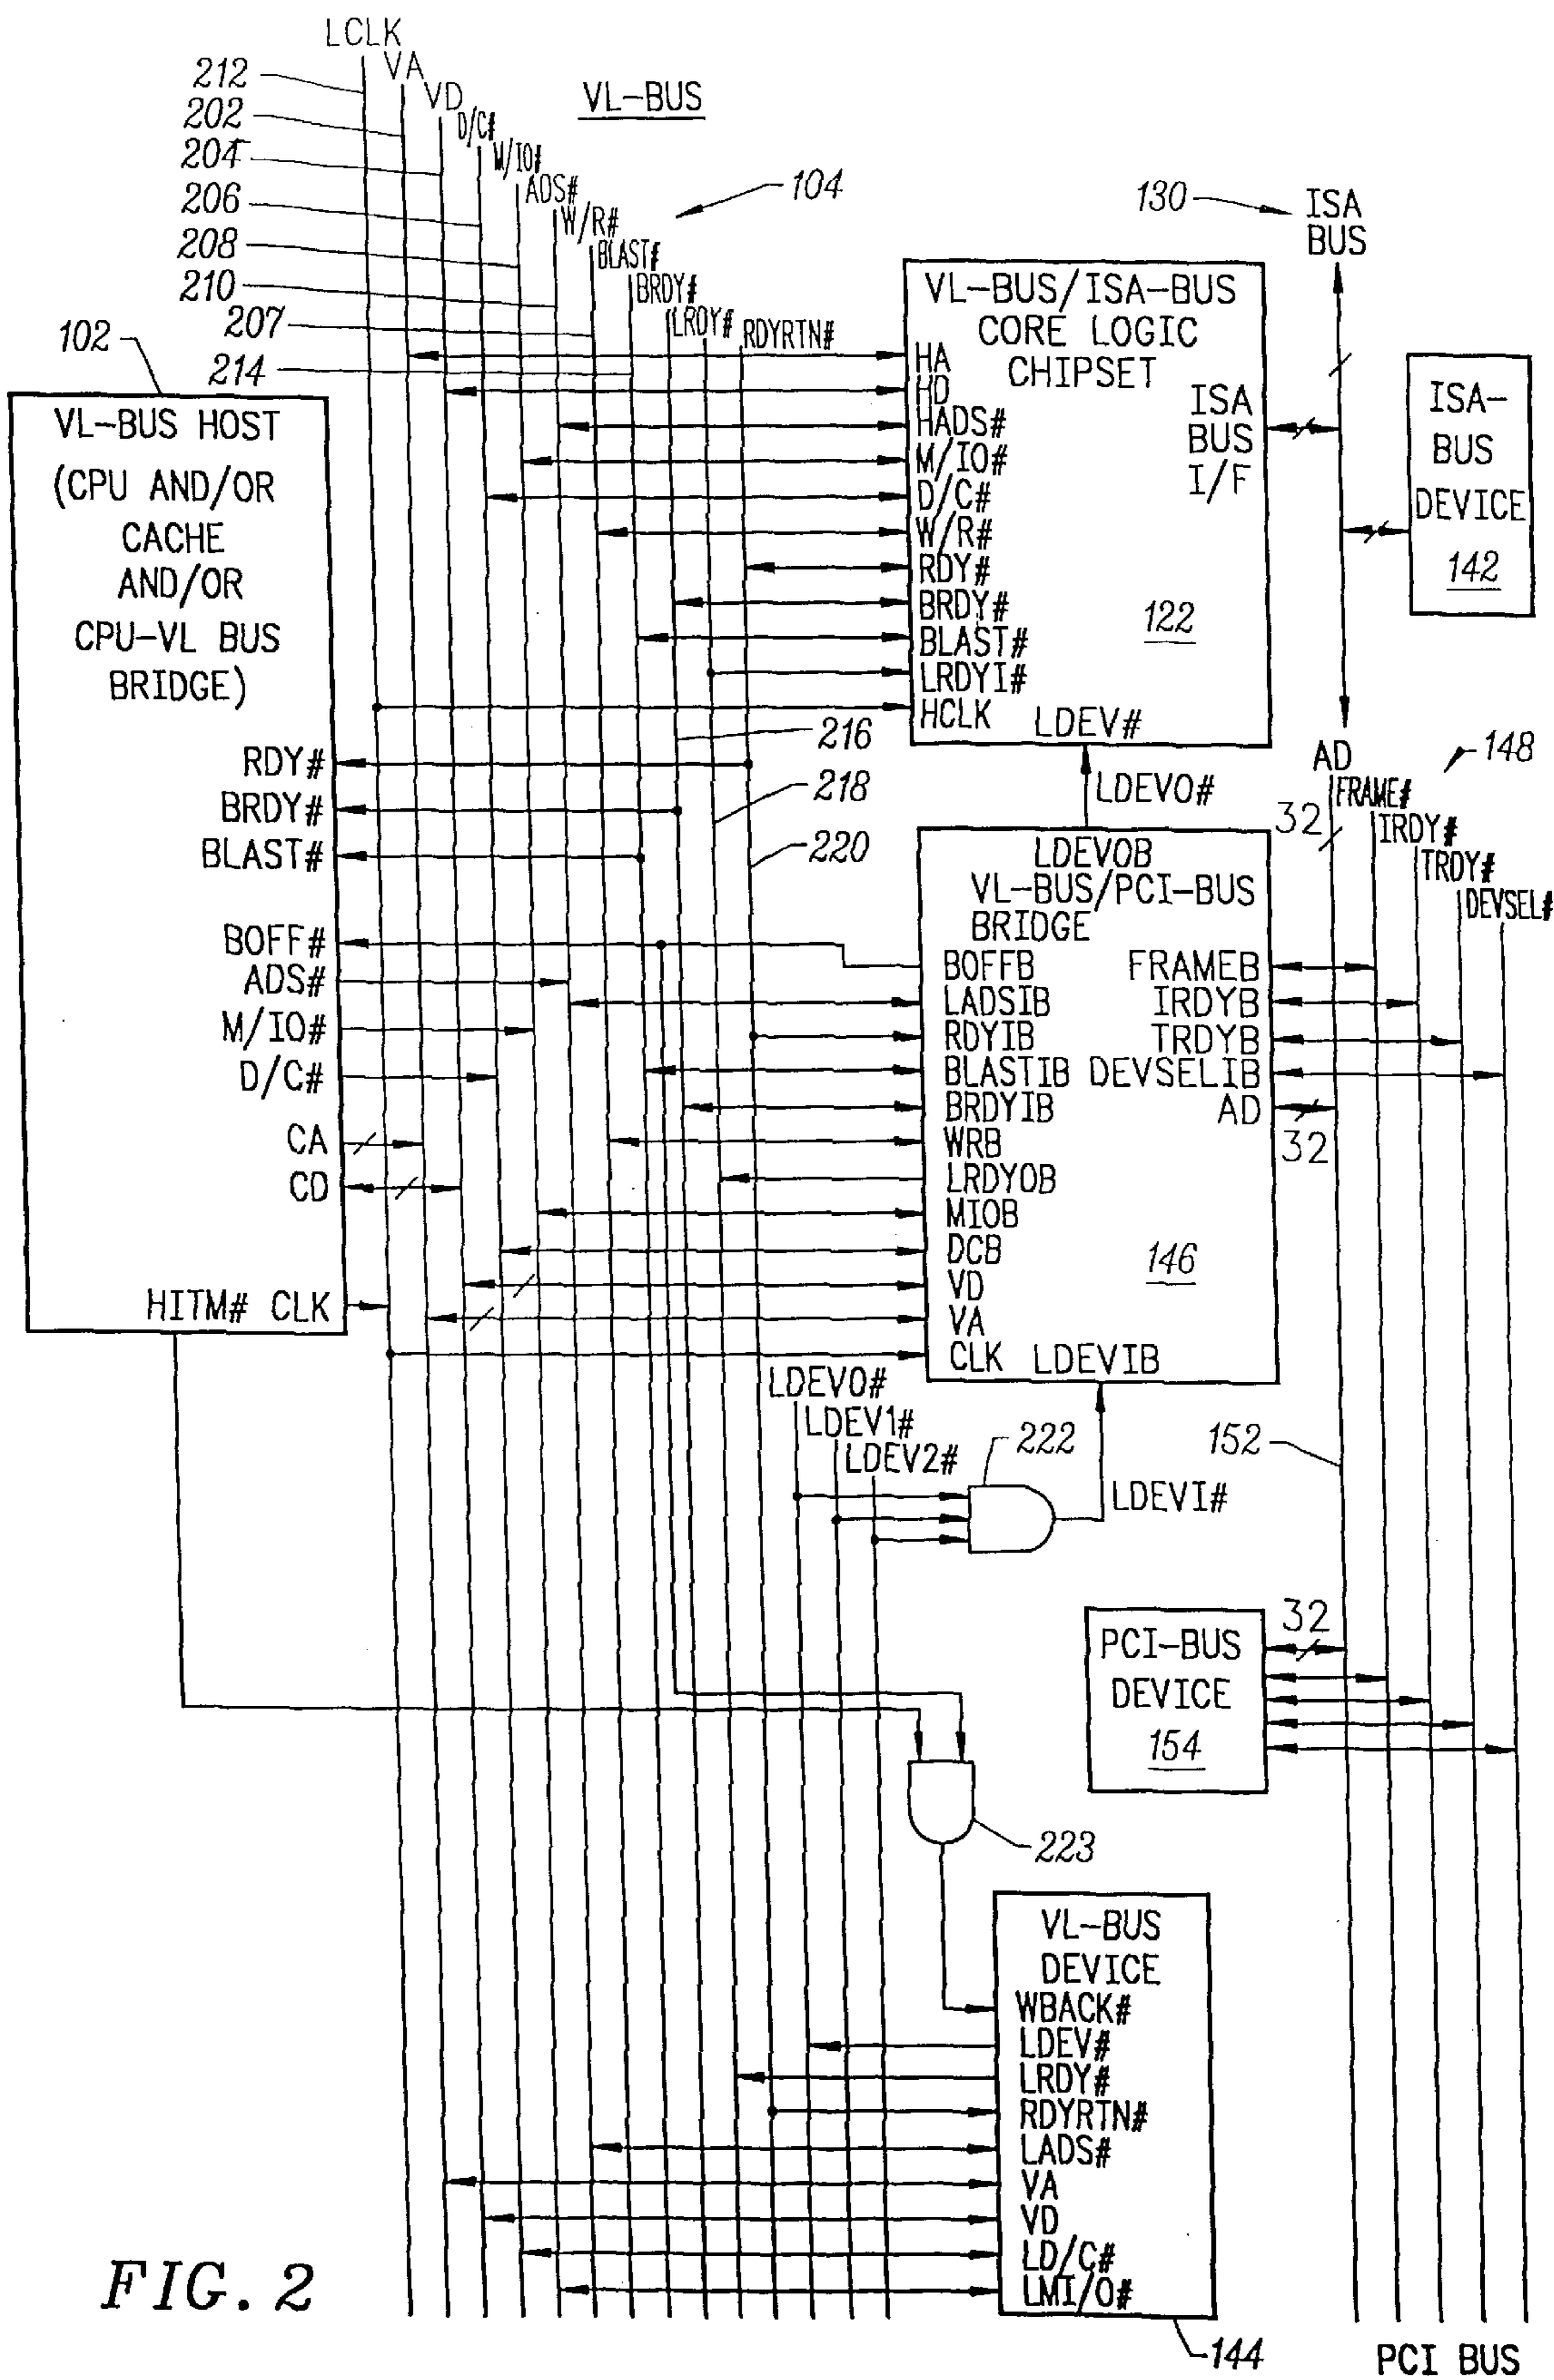 LCLK
VA
VD
D/C#
M/IO#
ADS#
W/R#
BLAST#
BRDY#
LRDY#
RDYRTN#
VL-BUS
104
212
202
204
206
208
210
207
214
102
VL-BUS HOST
(CPU AND/OR
CACHE
AND/OR
CPU-VL BUS
BRIDGE)
RDY#
BRDY#
BLAST#
BOFF#
ADS#
M/IO#
D/C#
CA
CD
HITM# CLK
VL-BUS/ISA-BUS
CORE LOGIC
CHIPSET
HA
HD
HADS#
M/IO#
D/C#
W/R#
RDY#
BRDY#
BLAST#
LRDYI#
HCLK
LDEV#
ISA
BUS
I/F
122
130
ISA
BUS
ISA-
BUS
DEVICE
142
216
218
220
LDEVO#
LDEVOB
VL-BUS/PCI-BUS
BRIDGE
BOFFB
LADSIB
RDYIB
BLASTIB
BRDYIB
WRB
LRDYOB
MIOB
DCB
VD
VA
CLK
LDEVIB
FRAMEB
IRDYB
TRDYB
DEVSELIB
AD
146
AD
FRAME#
IRDY#
TRDY#
DEVSEL#
148
32
32
LDEV0#
LDEV1#
LDEV2#
222
LDEVI#
152
PCI-BUS
DEVICE
154
32
223
VL-BUS
DEVICE
WBACK#
LDEV#
LRDY#
RDYRTN#
LADS#
VA
VD
LD/C#
LMI/O#
144
PCI BUS
FIG. 2